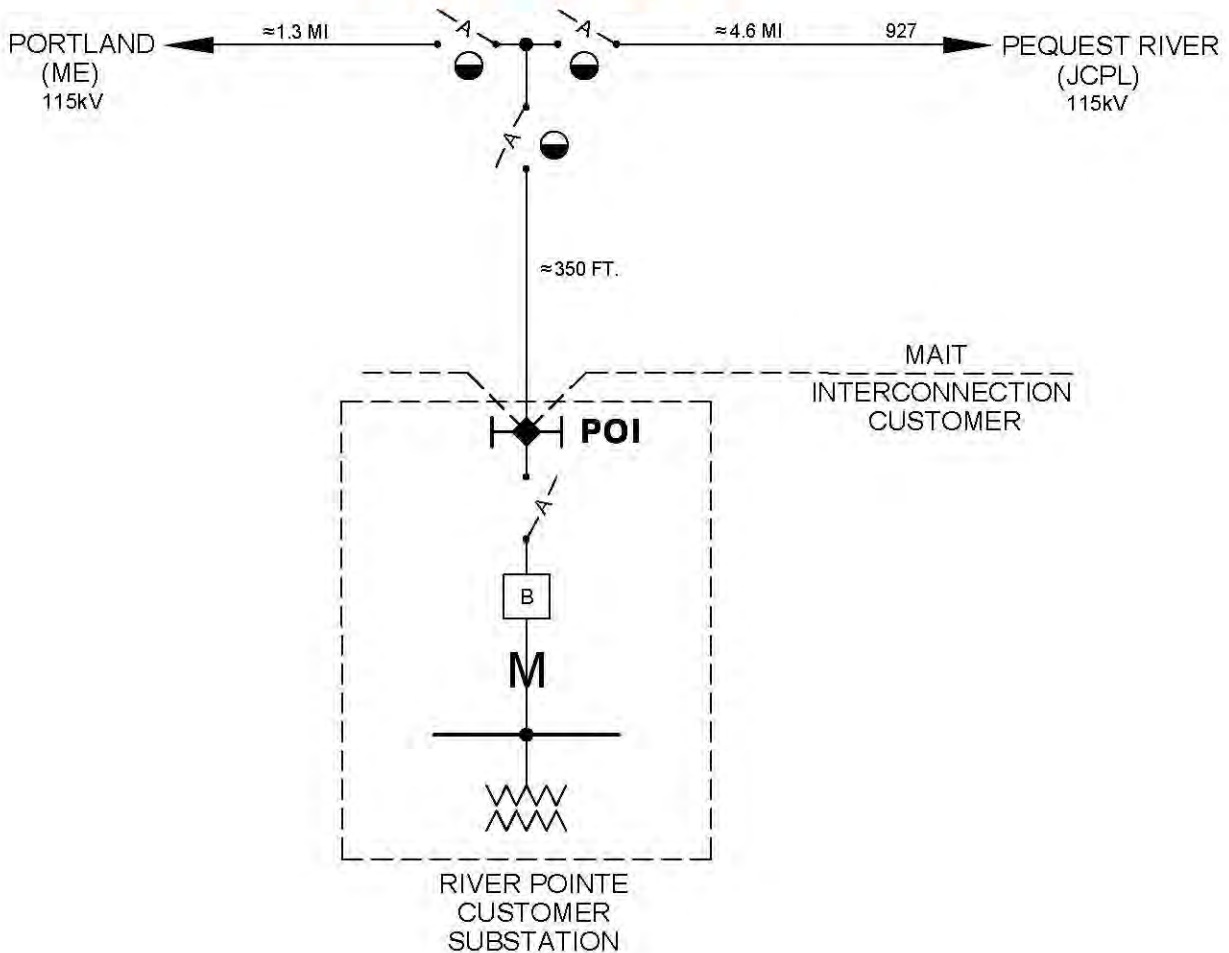 PORTLAND
(ME)
115kV
≈1.3 MI
A
A
≈4.6 MI
927
PEQUEST RIVER
(JCPL)
115kV
A
≈350 FT.
MAIT
INTERCONNECTION
CUSTOMER
POI
A
B
M
RIVER POINTE
CUSTOMER
SUBSTATION